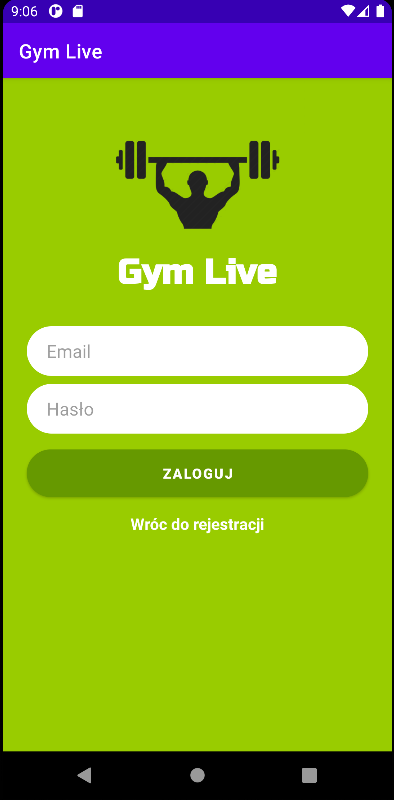 9:06
Gym Live
Gym Live
Email
Hasło
ZALOGUJ
Wróc do rejestracji